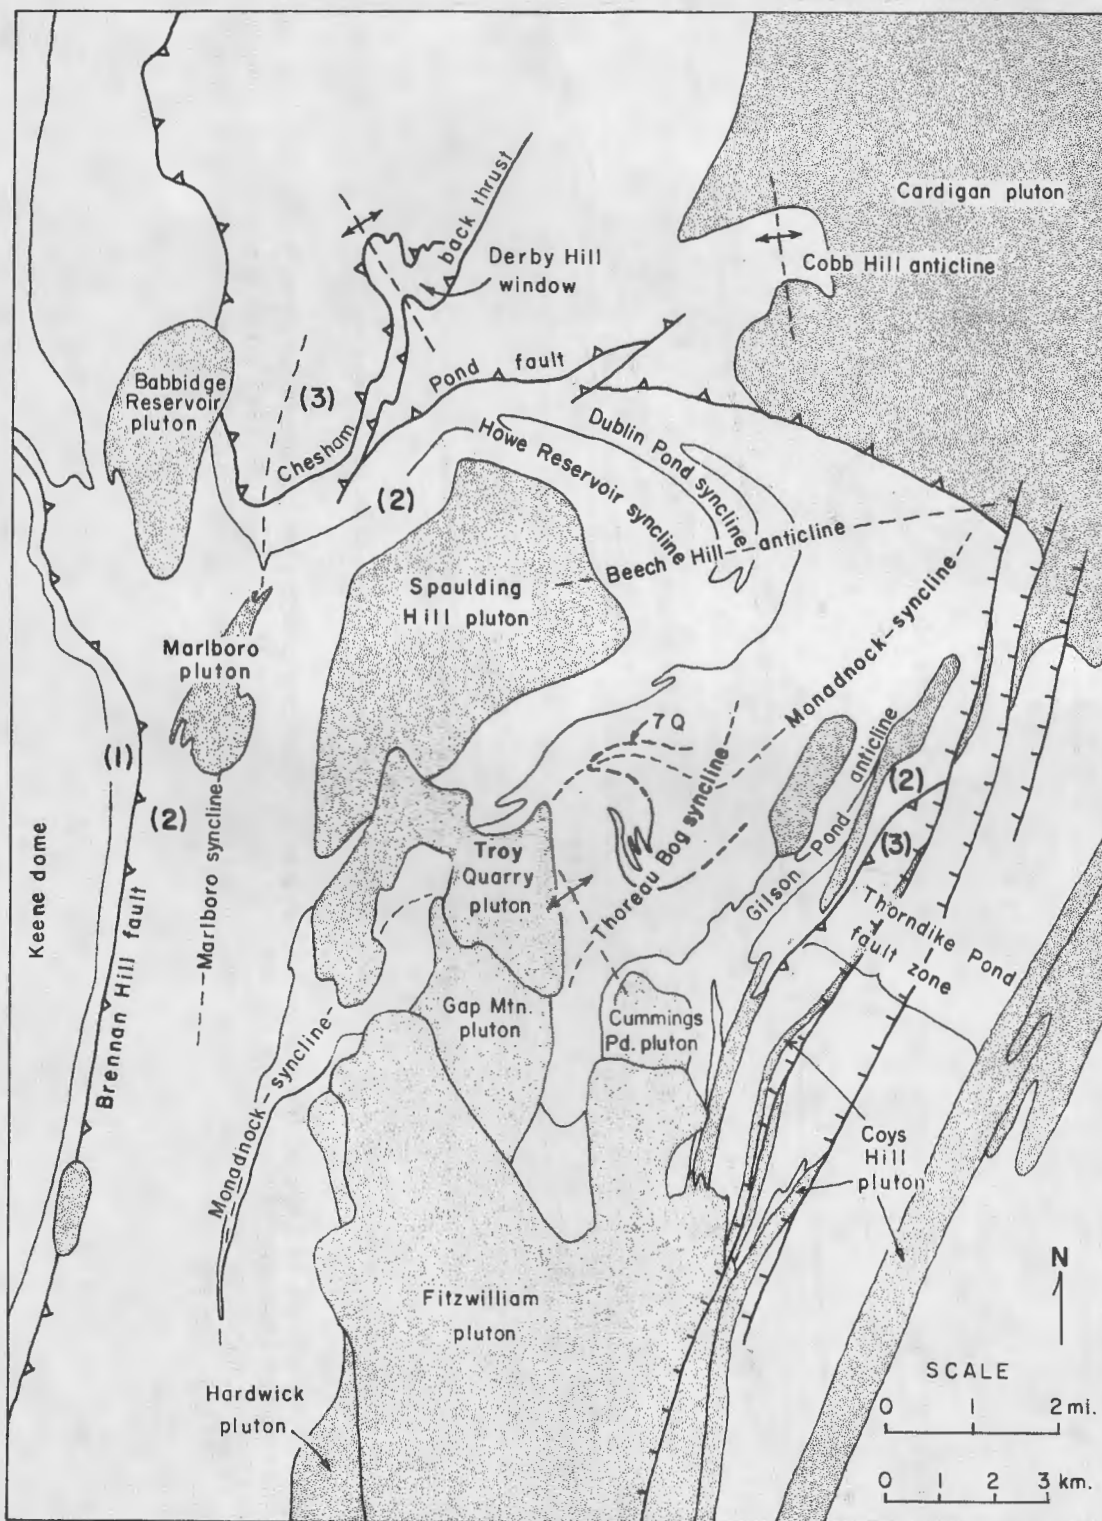 Cardigan pluton
back thrust
Derby Hill
window
Cobb Hill anticline
Babbidge
Reservoir
pluton
(3)
Chesham
Pond fault
Dublin Pond syncline
Howe Reservoir syncline
(2)
Beech Hill anticline
Spaulding
Hill pluton
Monadnock syncline
Marlboro
pluton
7Q
(1)
(2)
Keene dome
Brennan Hill fault
Marlboro syncline
Thoreau Bog syncline
Gilson Pond anticline
(2)
(3)
Troy
Quarry
pluton
Thorndike Pond
fault zone
Gap Mtn.
pluton
Cummings
Pd. pluton
Monadnock syncline
Coys
Hill
pluton
Fitzwilliam
pluton
Hardwick
pluton
N
SCALE
0 1 2 mi.
0 1 2 3 km.